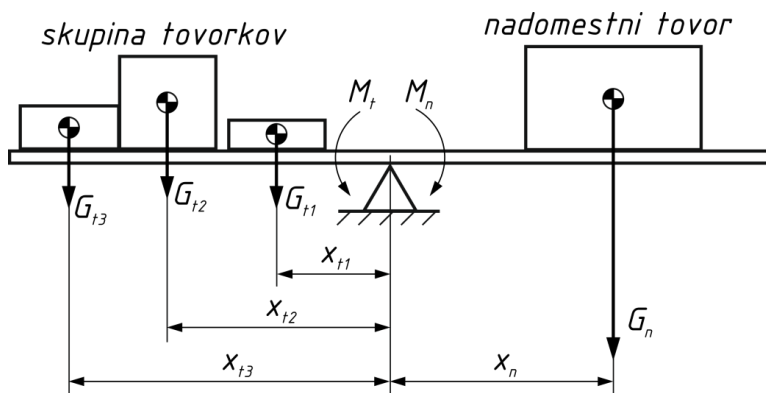 skupina tovorkov
nadomestni tovor
M_t
M_n
G_t3
G_t2
G_t1
x_t1
x_t2
G_n
x_t3
x_n